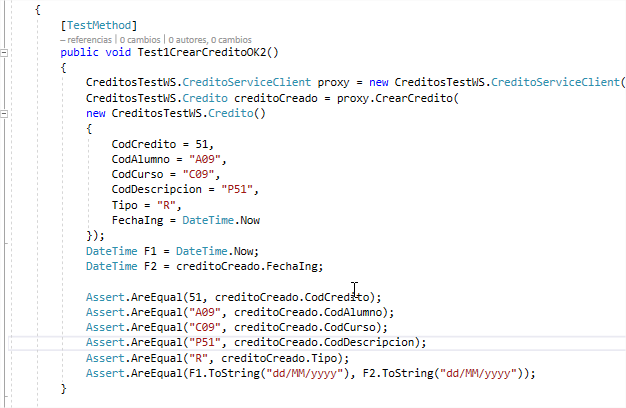 {
[TestMethod]
– referencias | 0 cambios | 0 autores, 0 cambios
public void Test1CrearCreditoOK2()
{
CreditosTestWS.CreditoServiceClient proxy = new CreditosTestWS.CreditoServiceClient(
CreditosTestWS.Credito creditoCreado = proxy.CrearCredito(
new CreditosTestWS.Credito()
{
CodCredito = 51,
CodAlumno = "A09",
CodCurso = "C09",
CodDescripcion = "P51",
Tipo = "R",
FechaIng = DateTime.Now
});
DateTime F1 = DateTime.Now;
DateTime F2 = creditoCreado.FechaIng;
Assert.AreEqual(51, creditoCreado.CodCredito);
Assert.AreEqual("A09", creditoCreado.CodAlumno);
Assert.AreEqual("C09", creditoCreado.CodCurso);
Assert.AreEqual("P51", creditoCreado.CodDescripcion);
Assert.AreEqual("R", creditoCreado.Tipo);
Assert.AreEqual(F1.ToString("dd/MM/yyyy"), F2.ToString("dd/MM/yyyy"));
}